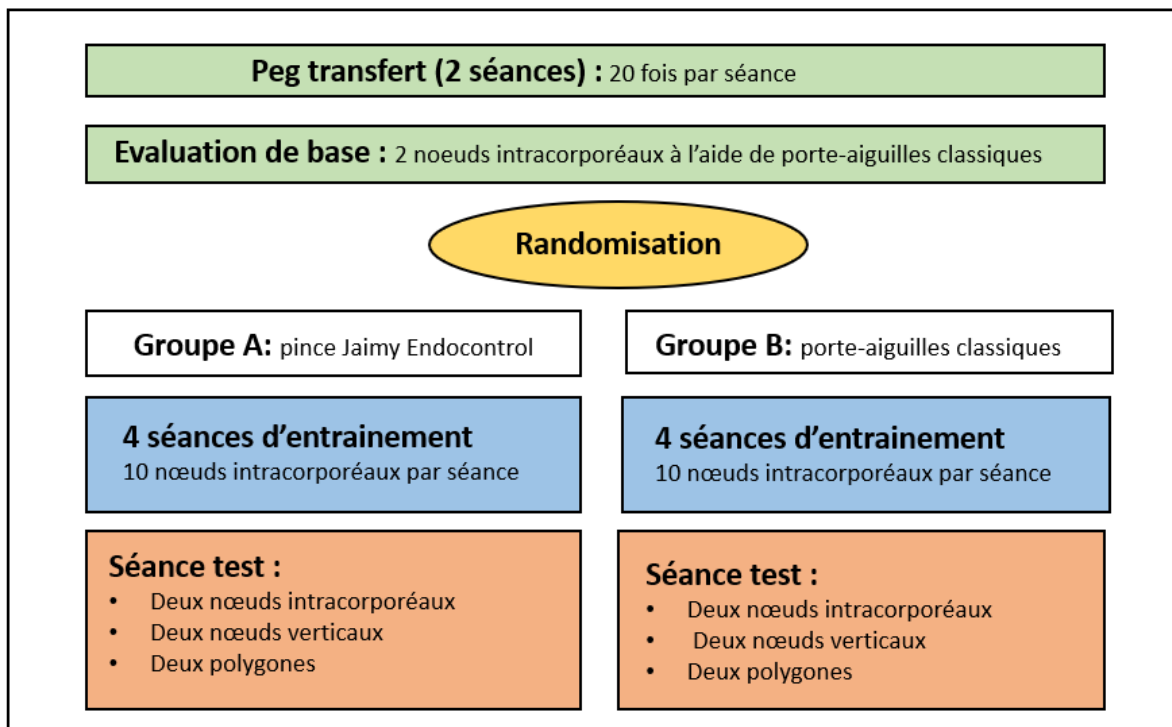 Peg transfert (2 séances) : 20 fois par séance
Evaluation de base : 2 noeuds intracorporéaux à l'aide de porte-aiguilles classiques
Randomisation
Groupe A: pince Jaimy Endocontrol
Groupe B: porte-aiguilles classiques
4 séances d'entrainement
10 nœuds intracorporéaux par séance
4 séances d'entrainement
10 nœuds intracorporéaux par séance
Séance test :
• Deux nœuds intracorporéaux
• Deux nœuds verticaux
• Deux polygones
Séance test :
• Deux nœuds intracorporéaux
• Deux nœuds verticaux
• Deux polygones